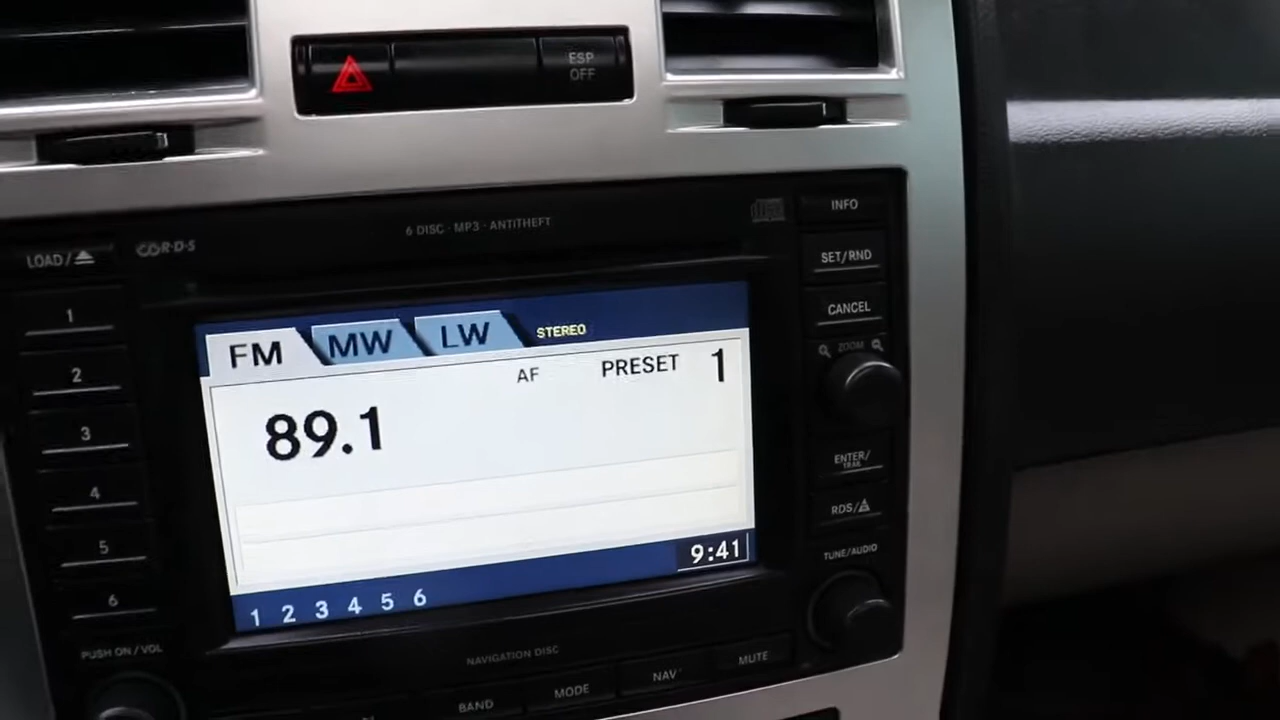 ESP
OFF
6 DISC · MP3 · ANTITHEFT
INFO
LOAD/
R·D·S
SET/RND
CANCEL
ZOOM
1
2
3
4
5
6
FM MW LW STEREO
AF PRESET 1
89.1
9:41
1 2 3 4 5 6
ENTER/
TRAIL
RDS/
TUNE/AUDIO
PUSH ON / VOL
NAVIGATION DISC
BAND MODE NAV MUTE